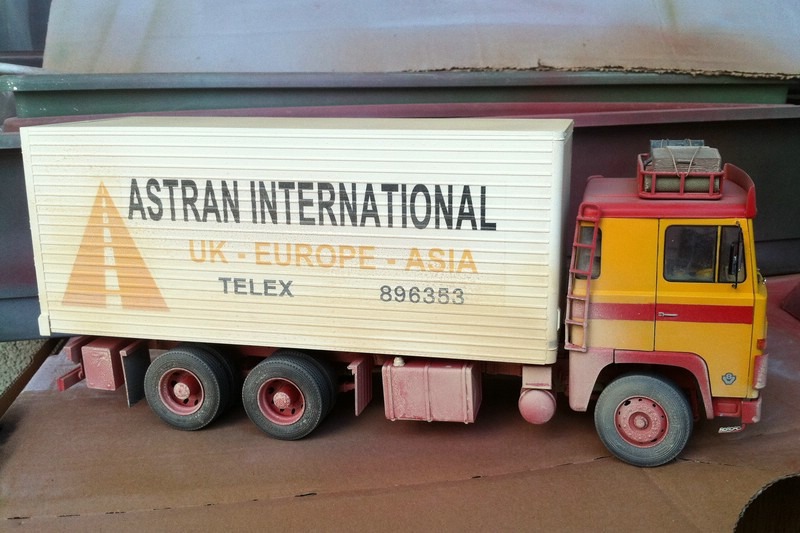 ASTRAN INTERNATIONAL
UK - EUROPE - ASIA
TELEX 896353